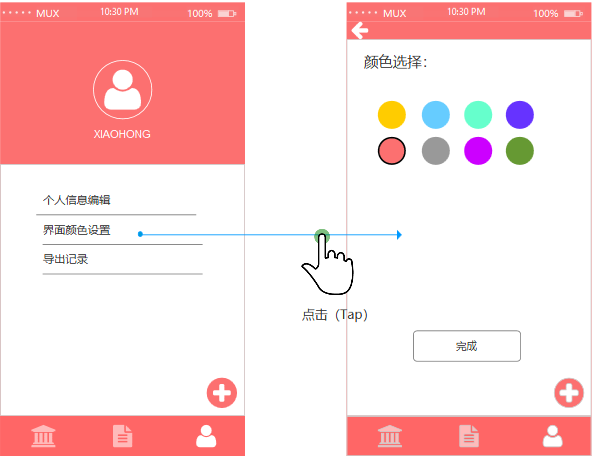 MUX 10:30 PM 100%
XIAOHONG
个人信息编辑
界面颜色设置
导出记录
点击（Tap）
MUX 10:30 PM 100%
颜色选择：
完成